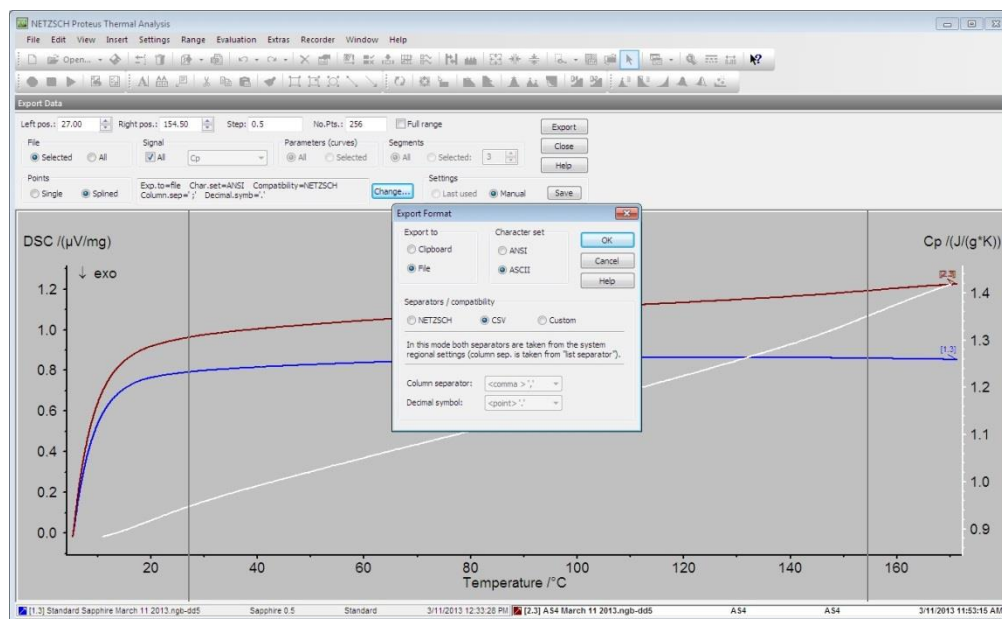 NETZSCH Proteus Thermal Analysis
File Edit View Insert Settings Range Evaluation Extras Recorder Window Help
Open...
Export Data
Left pos.: 27.00 Right pos.: 154.50 Step: 0.5 No.Pts.: 256 Full range Export
File Signal Parameters (curves) Segments Close
Selected All All Cp All Selected All Selected: 3 Help
Points Settings
Single Splined Exp.to=file Char.set=ANSI Compatibility=NETZSCH Change... Last used Manual Save
Column.sep=';' Decimal.symb='.'
Export Format
Export to Character set OK
Clipboard ANSI Cancel
File ASCII Help
Separators / compatibility
NETZSCH CSV Custom
In this mode both separators are taken from the system
regional settings (column sep. is taken from "list separator").
Column separator: <comma > ','
Decimal symbol: <point> '.'
DSC /(µV/mg) Cp /(J/(g*K))
↓ exo [2.3]
1.2 1.4
1.0 1.3
0.8 [1.3]
1.2
0.6 1.1
0.4
0.2 1.0
0.0 0.9
20 40 60 80 100 120 140 160
Temperature /°C
[1.3] Standard Sapphire March 11 2013.ngb-dd5 Sapphire 0.5 Standard 3/11/2013 12:33:28 PM [2.3] AS4 March 11 2013.ngb-dd5 AS4 AS4 3/11/2013 11:53:15 AM